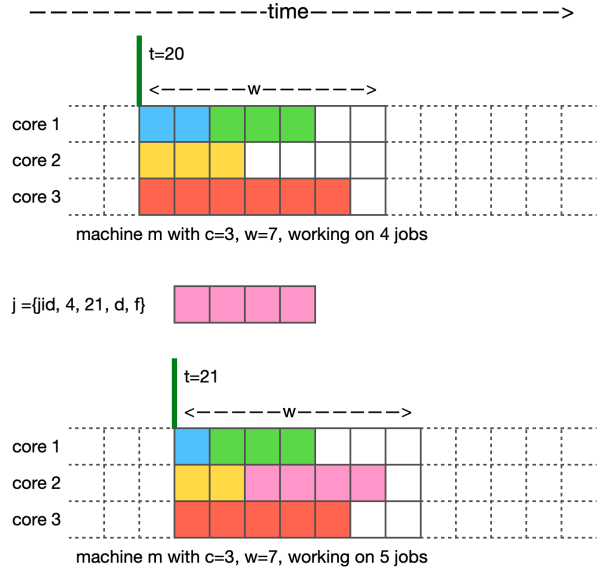 ————————————time————————————>
t=20
<—————w—————>
core 1
core 2
core 3
machine m with c=3, w=7, working on 4 jobs
j ={jid, 4, 21, d, f}
t=21
<—————w—————>
core 1
core 2
core 3
machine m with c=3, w=7, working on 5 jobs